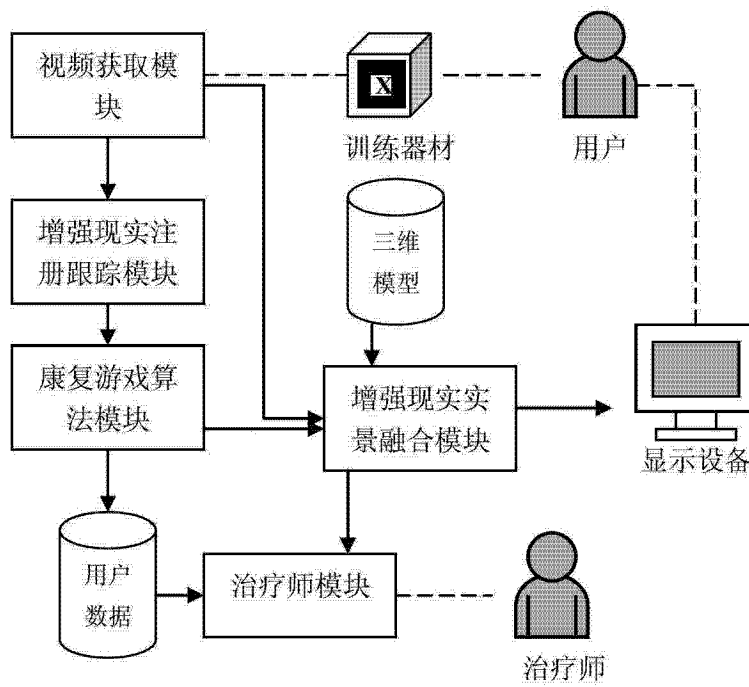 视频获取模
块
X
训练器材
用户
增强现实注
册跟踪模块
三维
模型
康复游戏算
法模块
增强现实实
景融合模块
显示设备
用户
数据
治疗师模块
治疗师